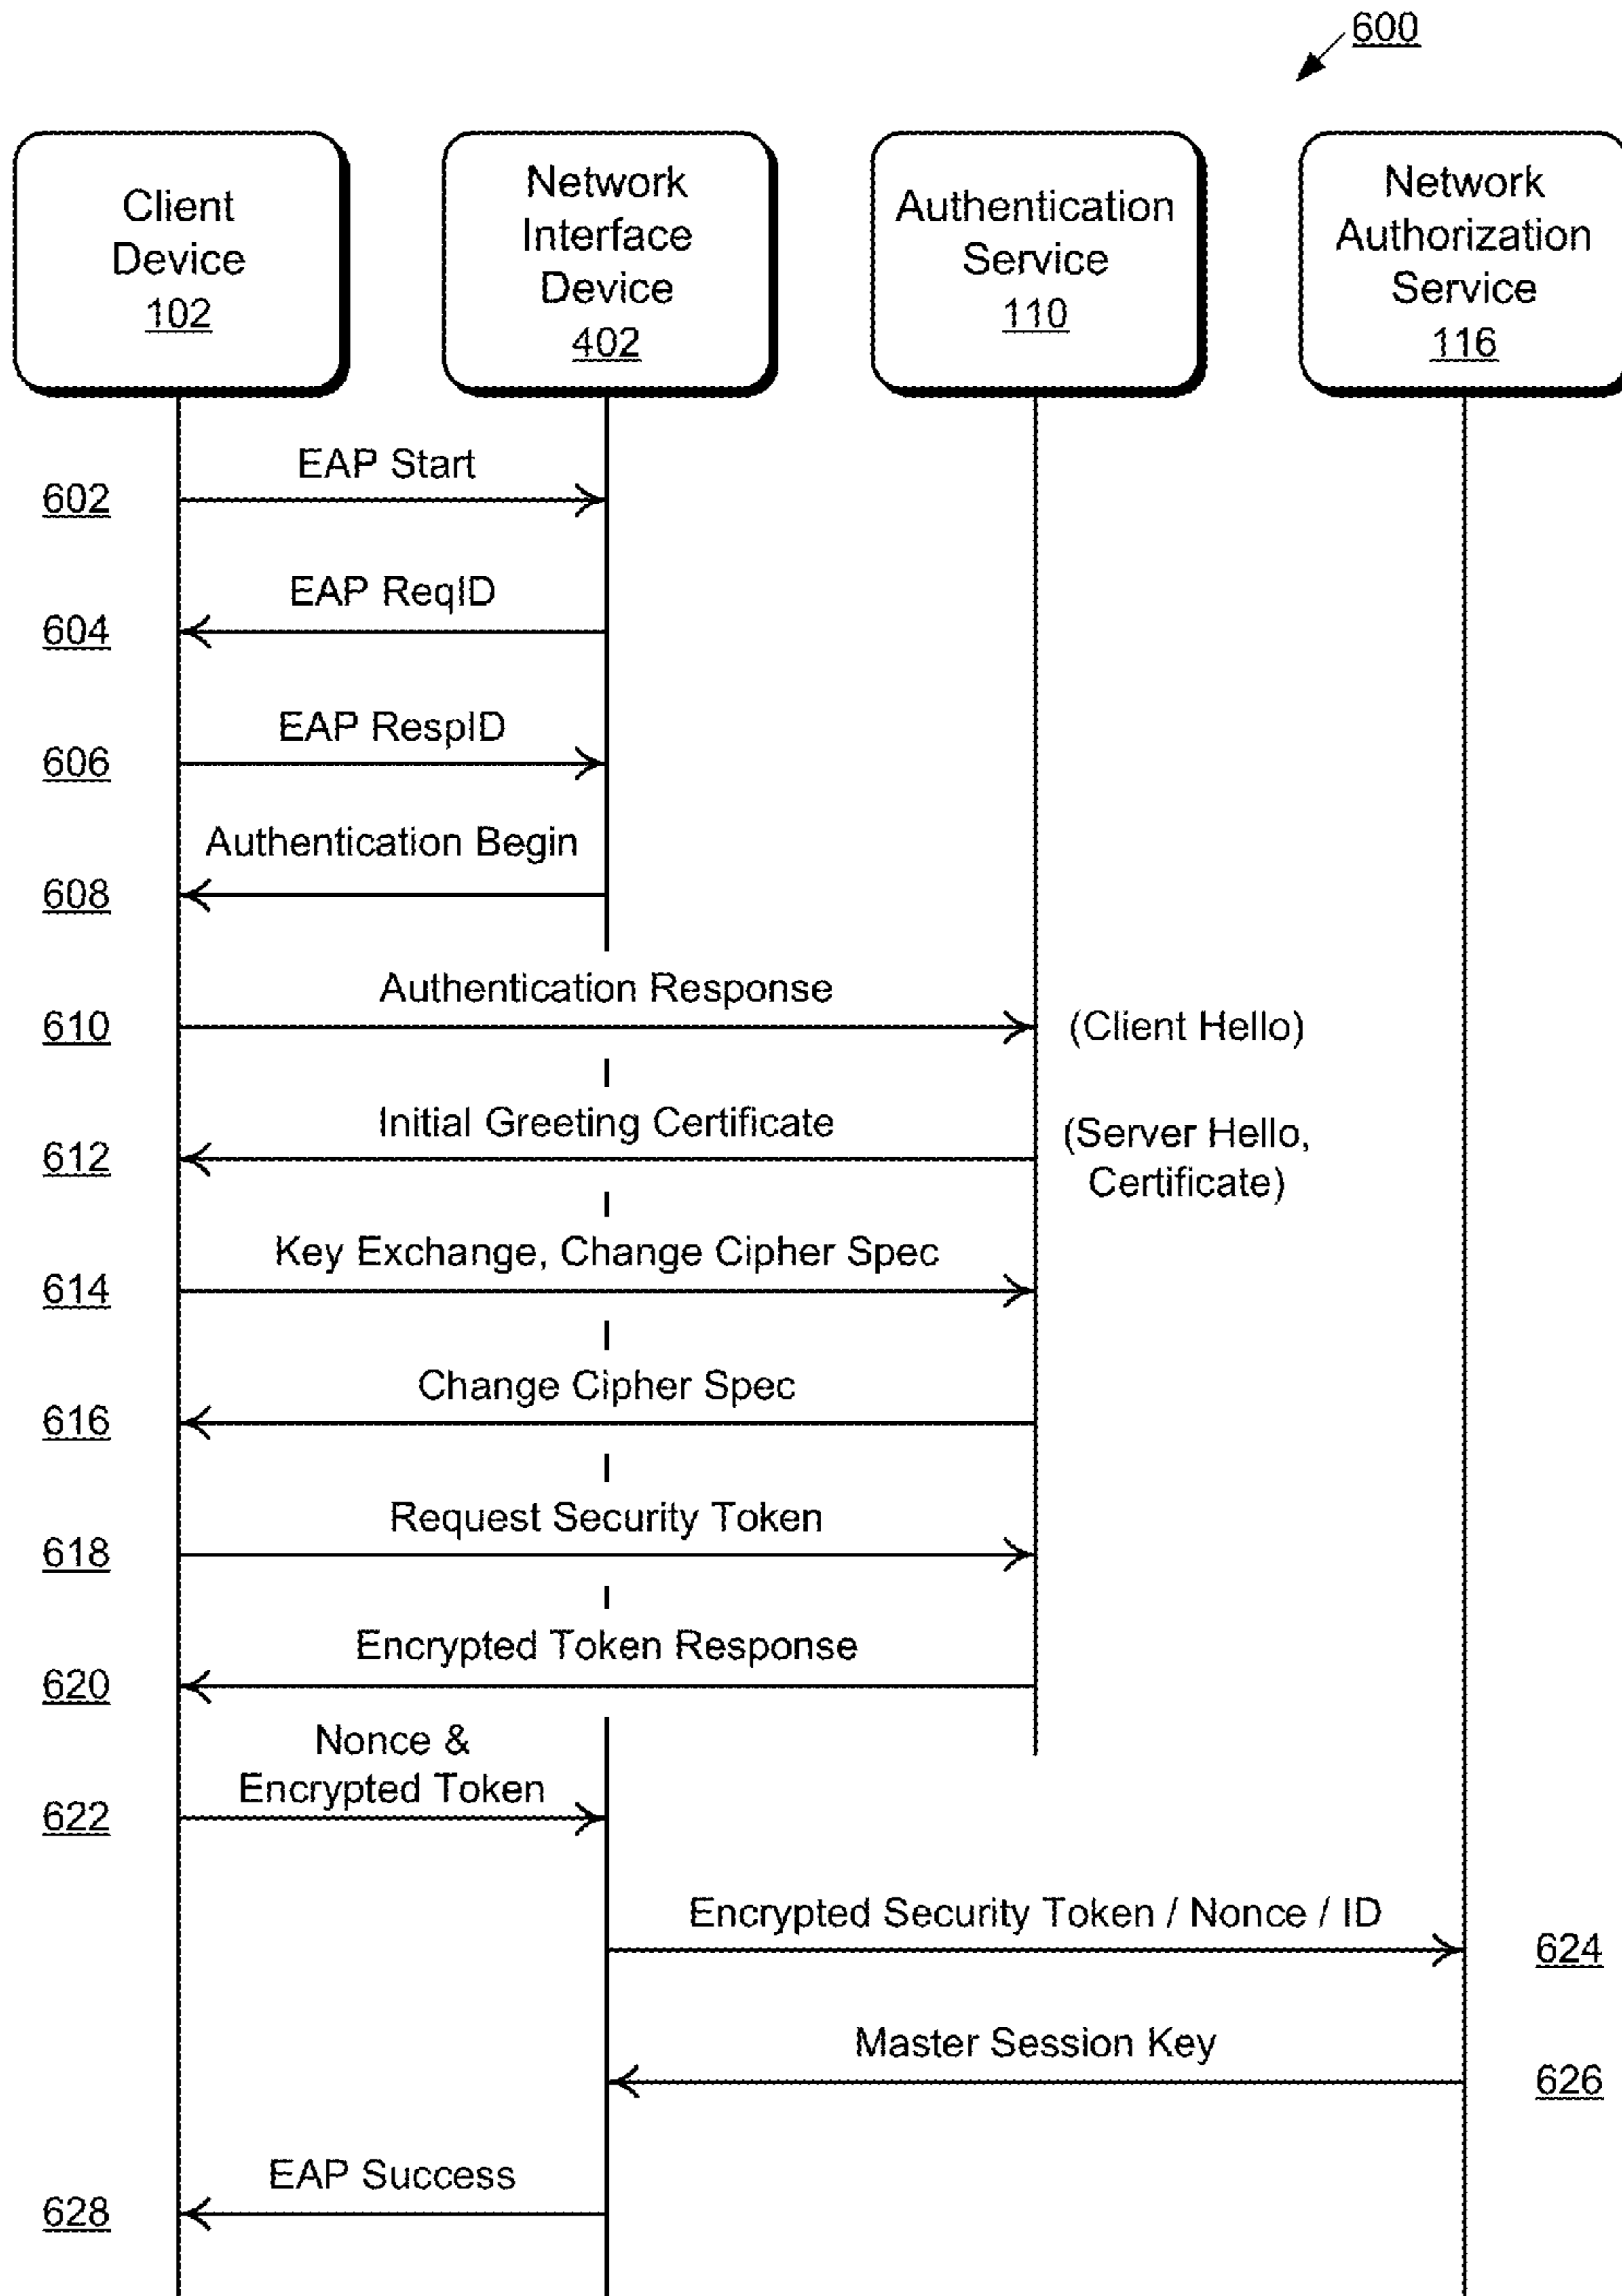 600
Client
Device
102
Network
Interface
Device
402
Authentication
Service
110
Network
Authorization
Service
116
EAP Start
602
EAP ReqID
604
EAP RespID
606
Authentication Begin
608
Authentication Response
610
(Client Hello)
Initial Greeting Certificate
612
(Server Hello,
Certificate)
Key Exchange, Change Cipher Spec
614
Change Cipher Spec
616
Request Security Token
618
Encrypted Token Response
620
Nonce &
Encrypted Token
622
Encrypted Security Token / Nonce / ID
624
Master Session Key
626
EAP Success
628